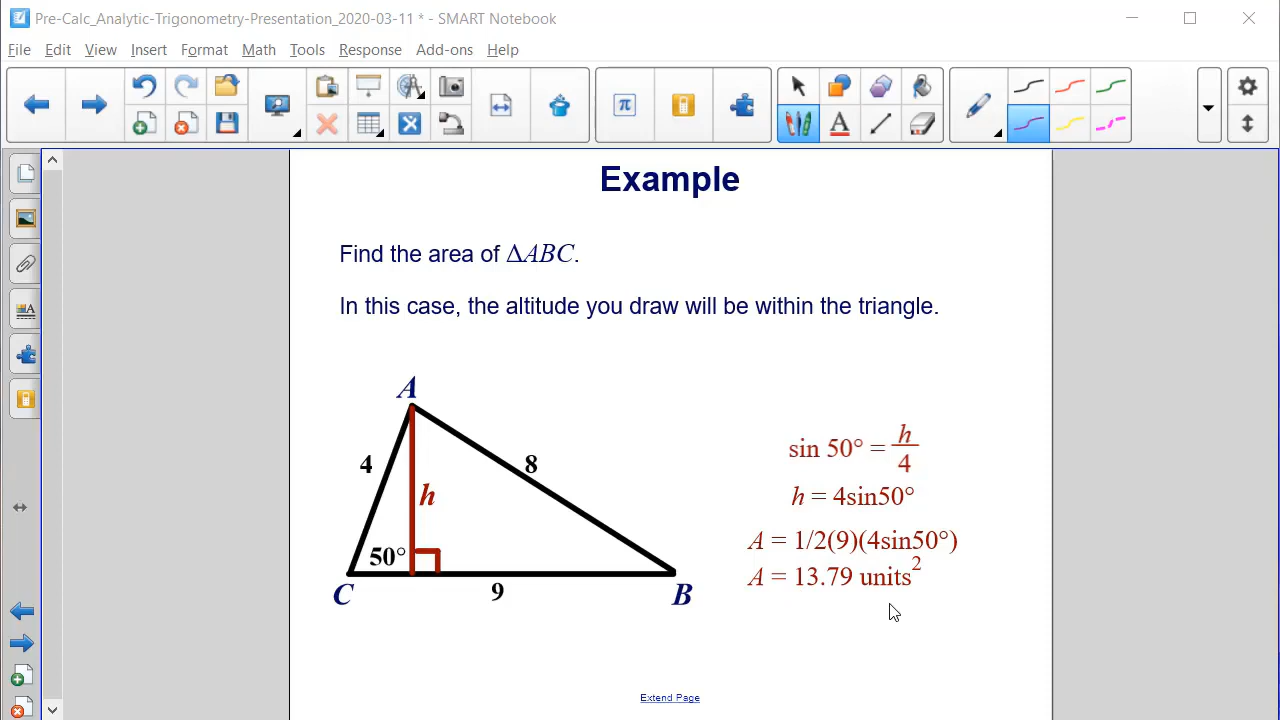 Pre-Calc_Analytic-Trigonometry-Presentation_2020-03-11 * - SMART Notebook
File Edit View Insert Format Math Tools Response Add-ons Help
π
A
Example
Find the area of ΔABC.
In this case, the altitude you draw will be within the triangle.
A
4
8
h
50°
C
9
B
sin 50° = h/4
h = 4sin50°
A = 1/2(9)(4sin50°)
A = 13.79 units²
Extend Page